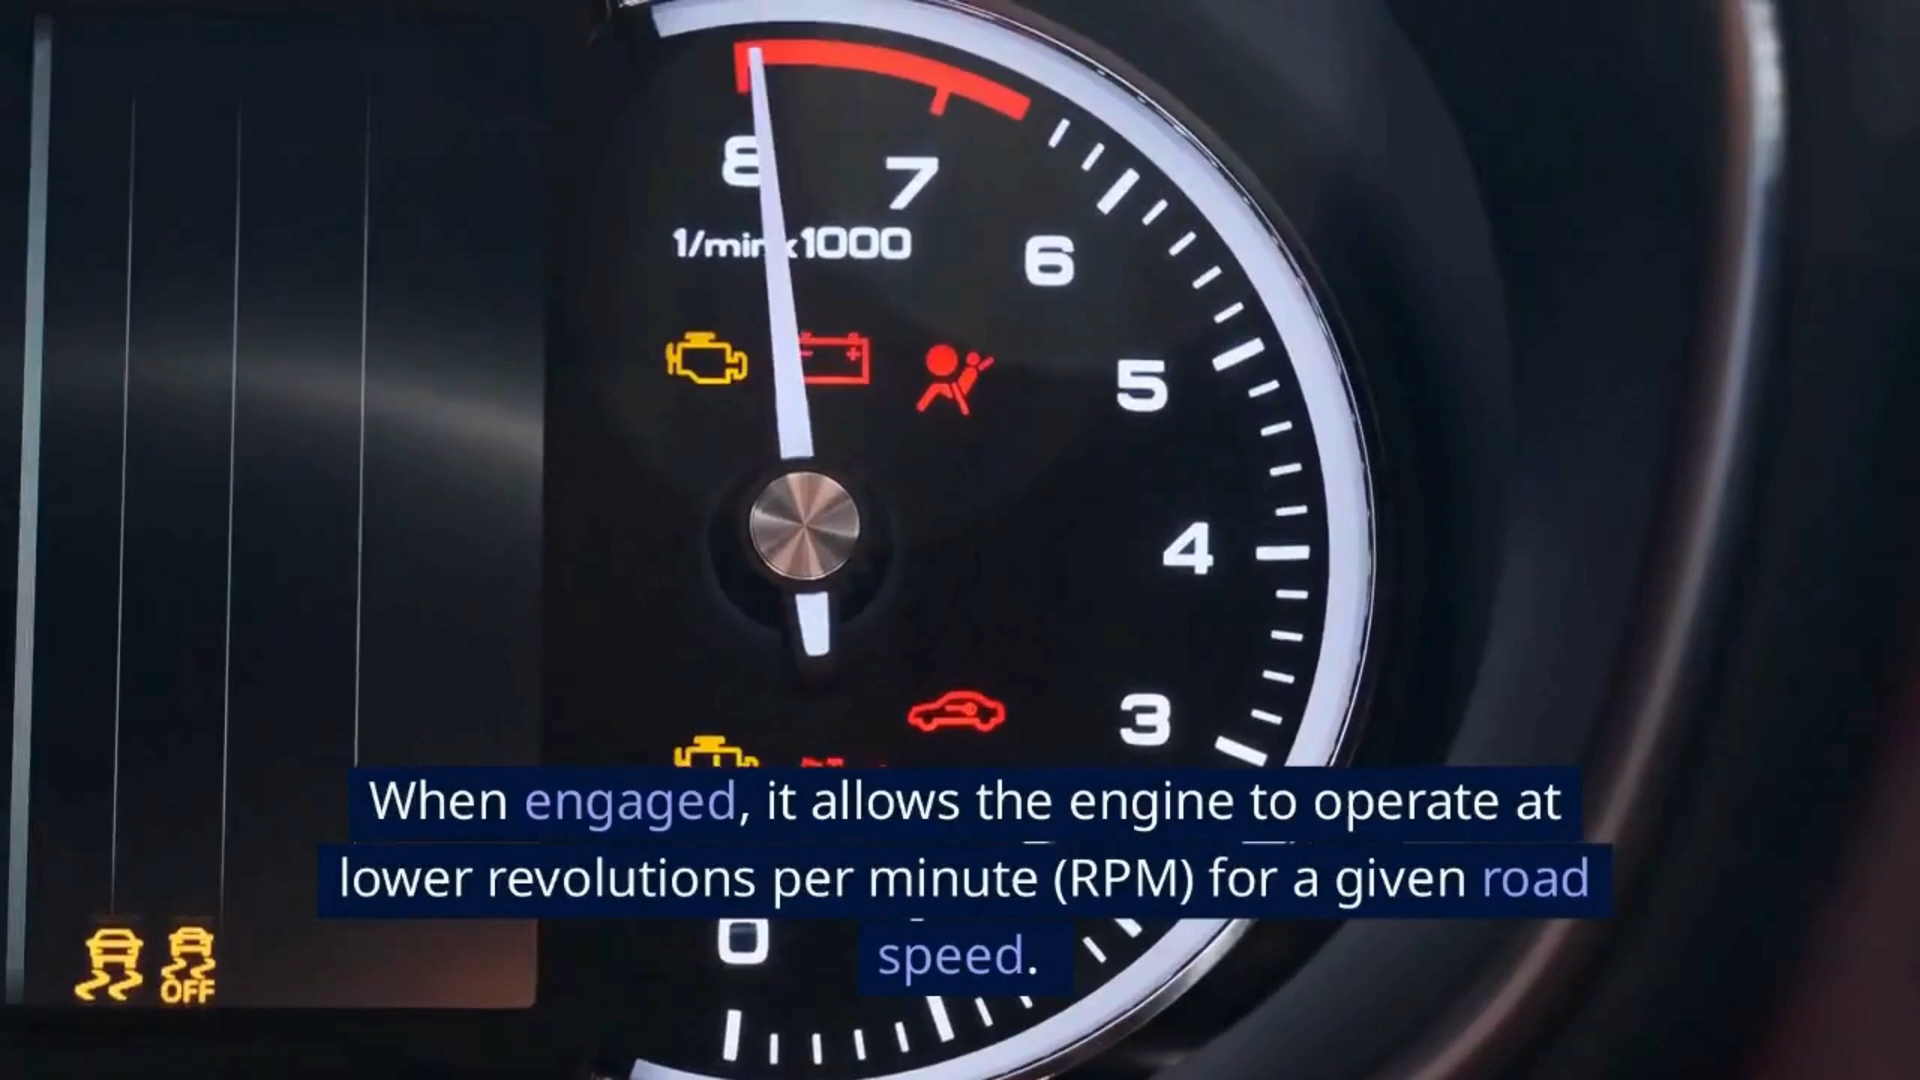 8
7
1/min x1000
6
5
4
3
When engaged, it allows the engine to operate at
lower revolutions per minute (RPM) for a given road
speed.
0
OFF